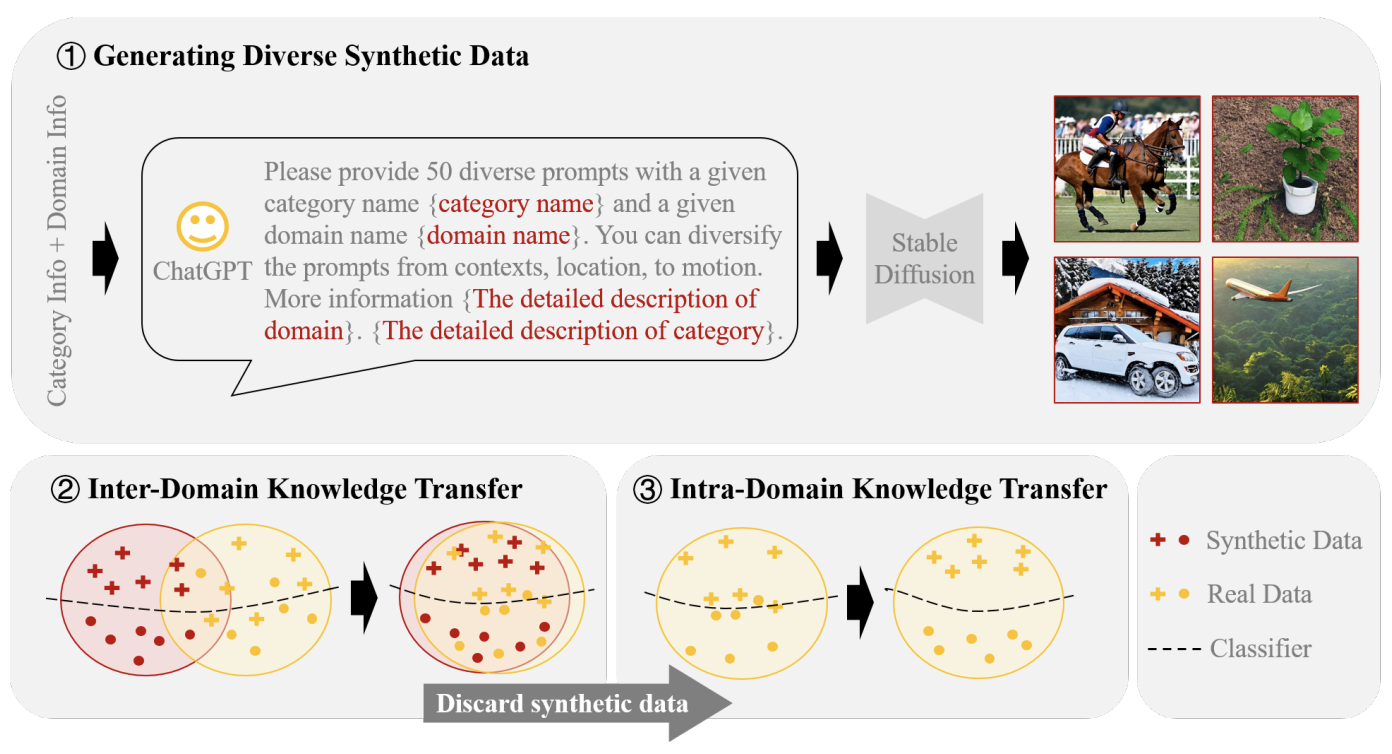 ① Generating Diverse Synthetic Data
Category Info + Domain Info
ChatGPT
Please provide 50 diverse prompts with a given
category name {category name} and a given
domain name {domain name}. You can diversify
the prompts from contexts, location, to motion.
More information {The detailed description of
domain}. {The detailed description of category}.
Stable
Diffusion
② Inter-Domain Knowledge Transfer
③ Intra-Domain Knowledge Transfer
Synthetic Data
Real Data
Classifier
Discard synthetic data